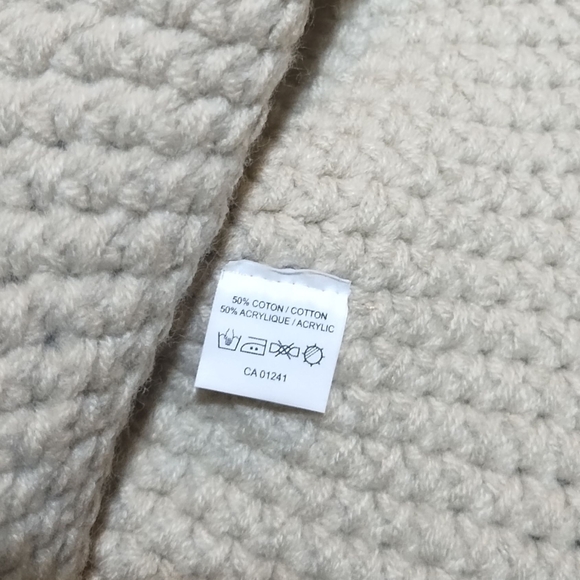 50% COTON / COTTON
50% ACRYLIQUE / ACRYLIC
CA 01241